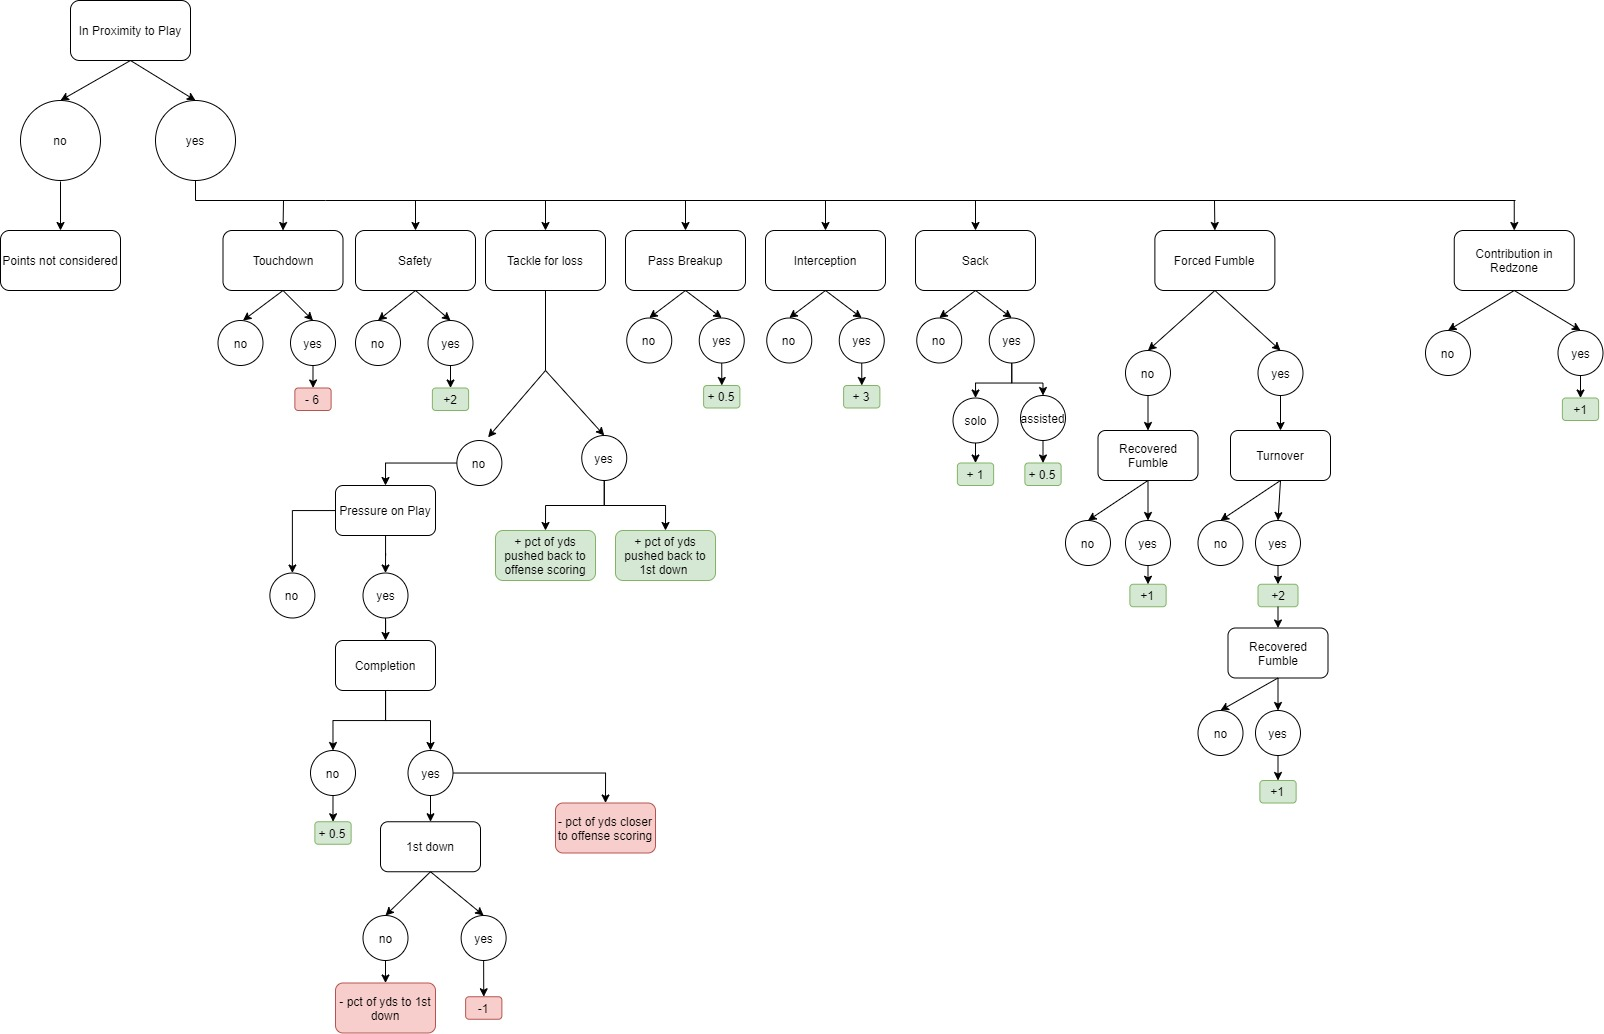 In Proximity to Play
no
yes
Points not considered
Touchdown
Safety
Tackle for loss
Pass Breakup
Interception
Sack
Forced Fumble
Contribution in
Redzone
no
yes
no
yes
no
yes
no
yes
no
yes
no
yes
no
yes
- 6
+2
+ 0.5
+ 3
solo
assisted
+1
no
yes
+ 1
+ 0.5
Recovered
Fumble
Turnover
Pressure on Play
+ pct of yds
pushed back to
offense scoring
+ pct of yds
pushed back to
1st down
no
yes
no
yes
no
yes
+1
+2
Completion
Recovered
Fumble
no
yes
no
yes
+ 0.5
- pct of yds closer
to offense scoring
+1
1st down
no
yes
- pct of yds to 1st
down
-1